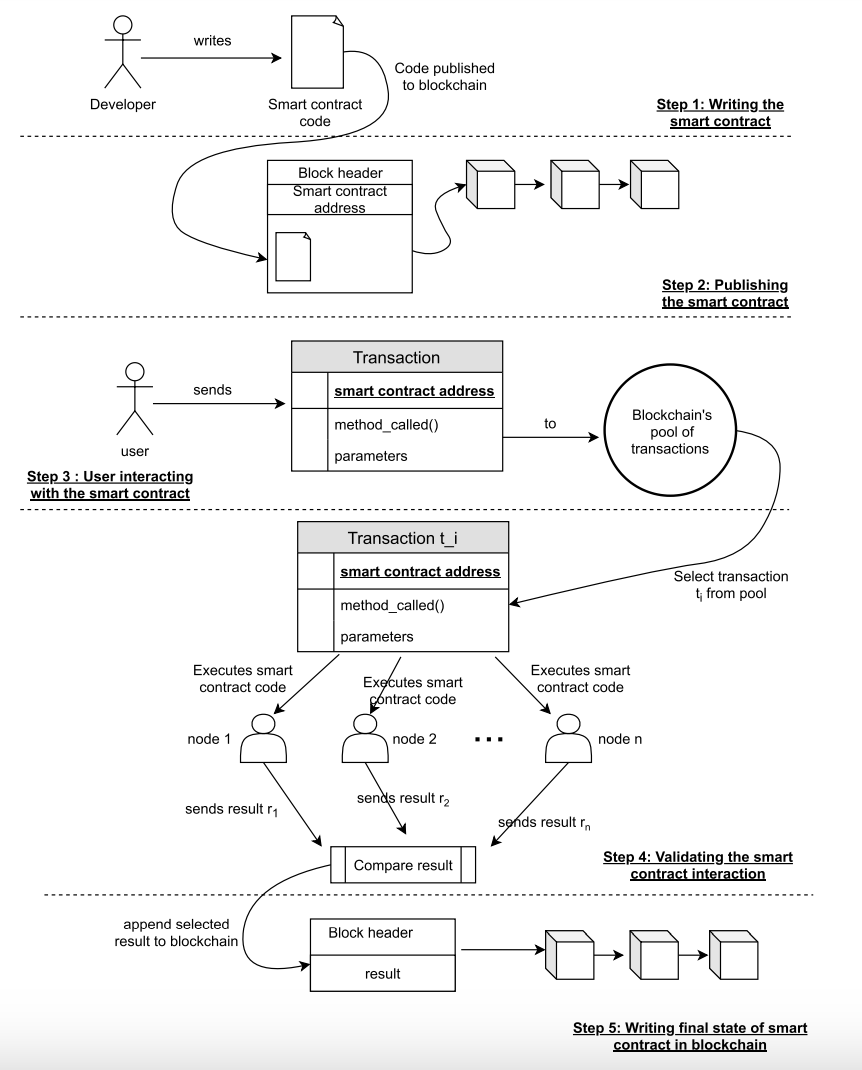 writes
Developer
Smart contract
code
Code published
to blockchain
Step 1: Writing the
smart contract
Block header
Smart contract
address
Step 2: Publishing
the smart contract
user
sends
Transaction
smart contract address
method_called()
parameters
to
Blockchain's
pool of
transactions
Step 3 : User interacting
with the smart contract
Transaction t_i
smart contract address
method_called()
parameters
Select transaction
ti from pool
Executes smart
contract code
Executes smart
contract code
Executes smart
contract code
node 1
node 2
...
node n
sends result r1
sends result r2
sends result rn
Compare result
Step 4: Validating the smart
contract interaction
append selected
result to blockchain
Block header
result
Step 5: Writing final state of smart
contract in blockchain